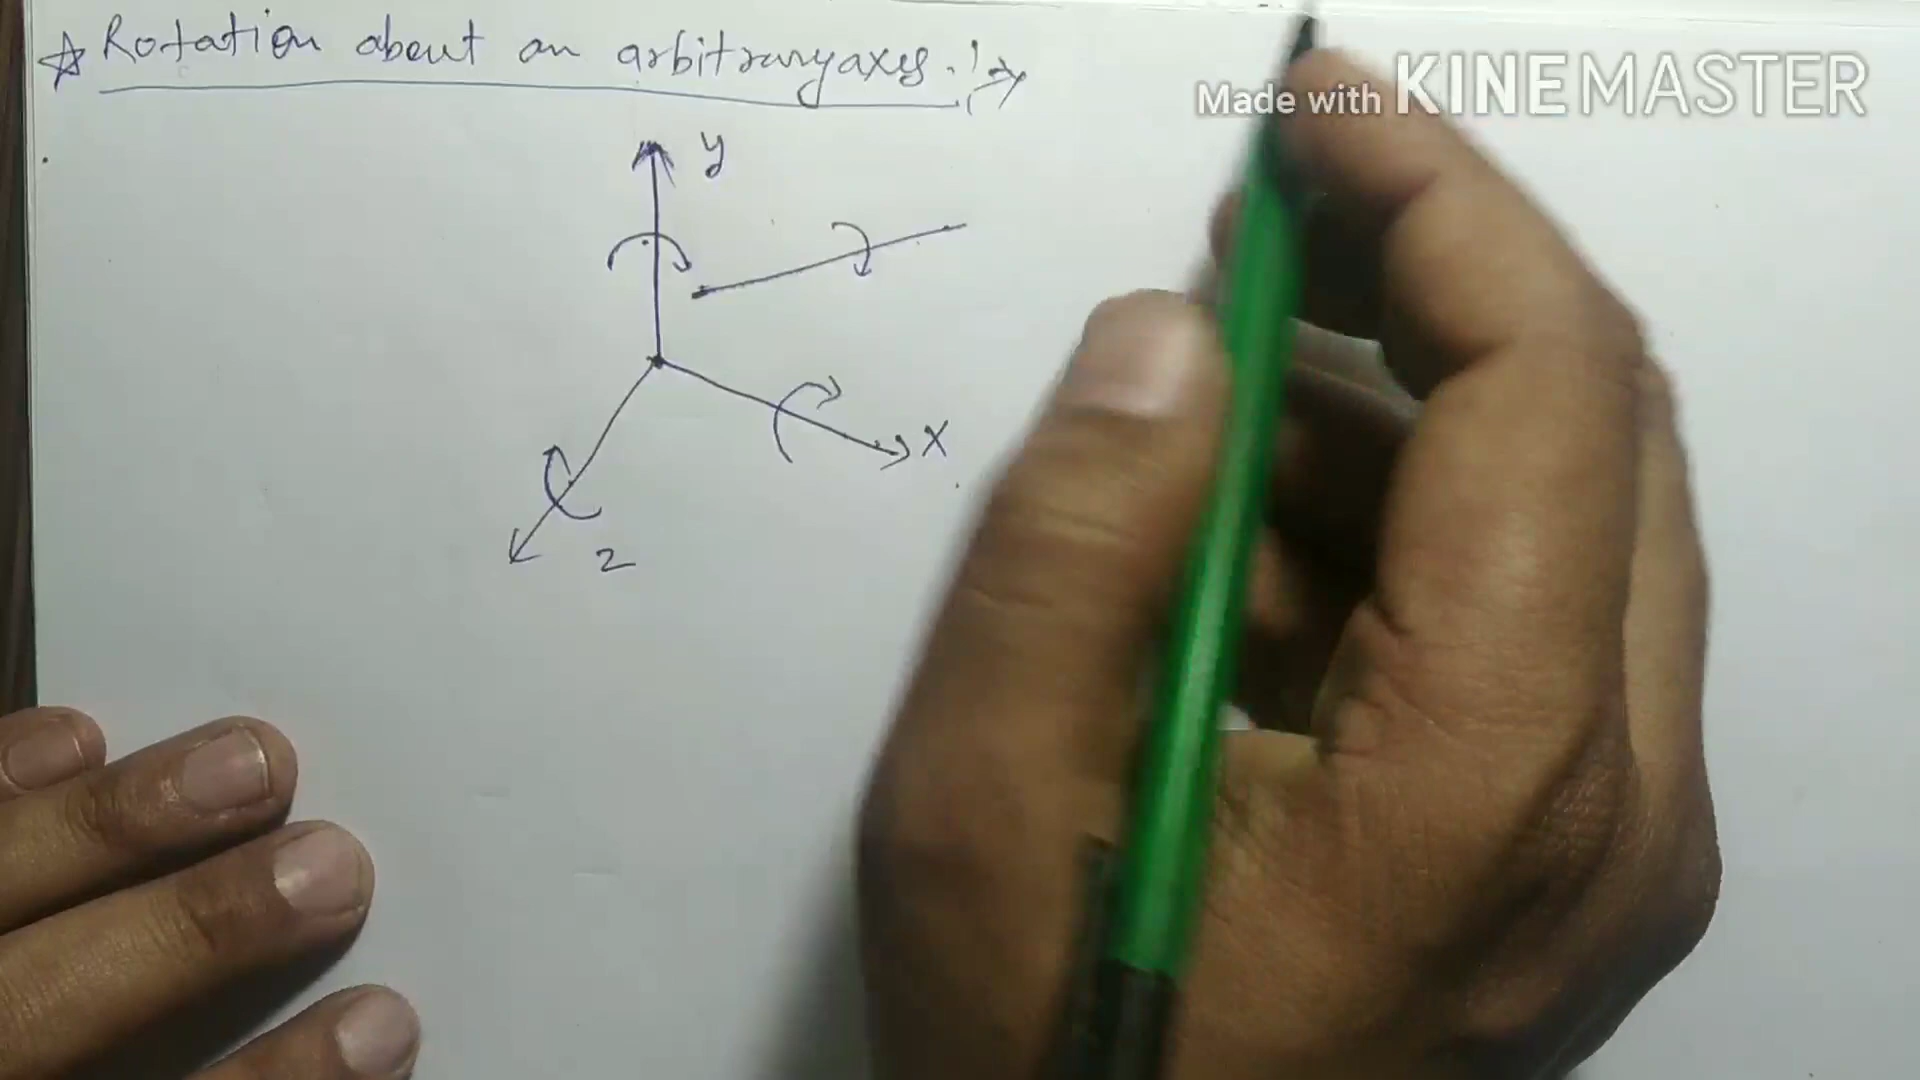 ☆ Rotation about an arbitrary axes :→
Made with KINEMASTER
y
x
z